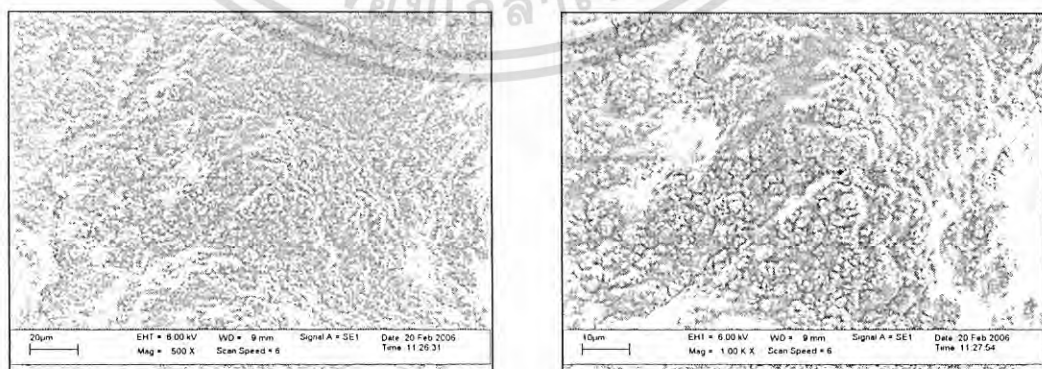 20µm EHT = 6.00 kV WD = 9 mm Signal A = SE1 Date 20 Feb 2006
Mag = 500 X Scan Speed = 6 Time 11:26:31
10µm EHT = 6.00 kV WD = 9 mm Signal A = SE1 Date 20 Feb 2006
Mag = 1.00 K X Scan Speed = 6 Time 11:27:54